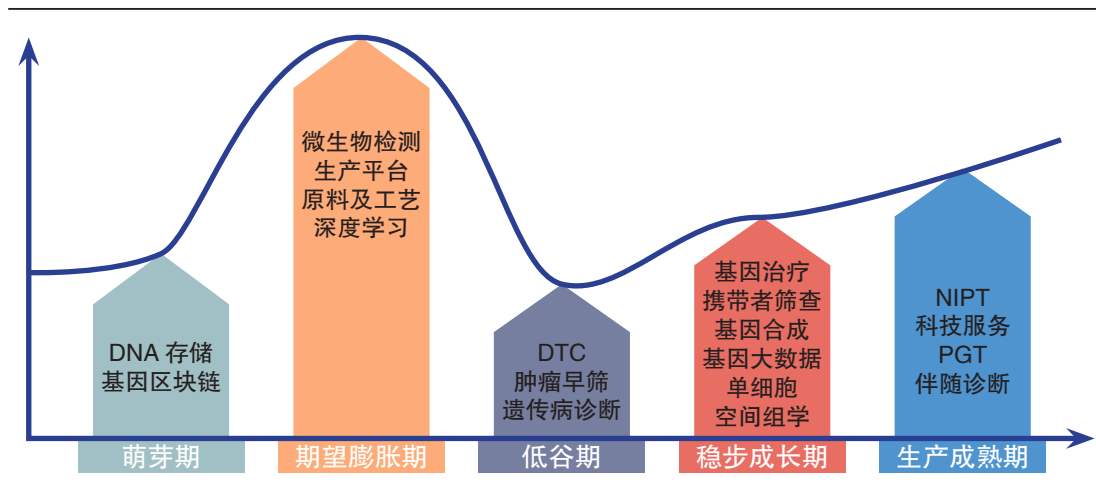 DNA 存储
基因区块链
萌芽期
微生物检测
生产平台
原料及工艺
深度学习
期望膨胀期
DTC
肿瘤早筛
遗传病诊断
低谷期
基因治疗
携带者筛查
基因合成
基因大数据
单细胞
空间组学
稳步成长期
NIPT
科技服务
PGT
伴随诊断
生产成熟期